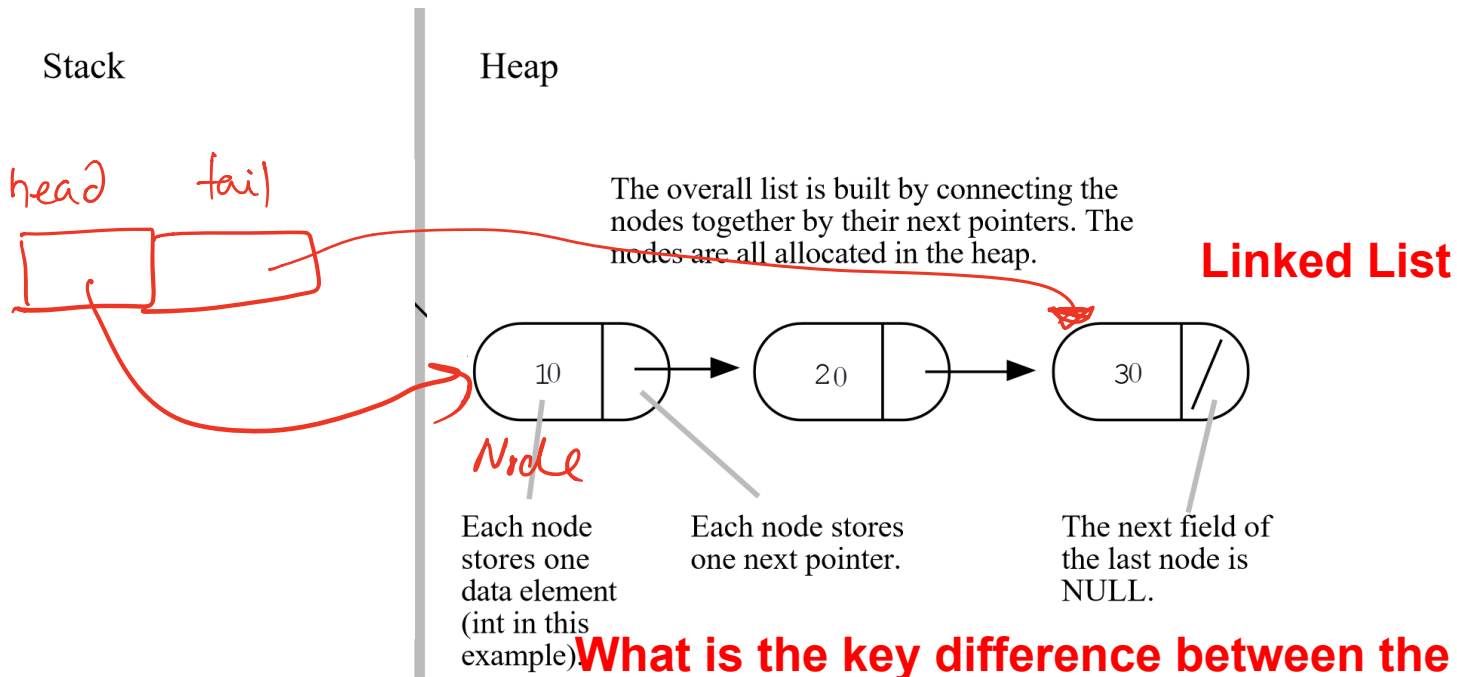 Stack
Heap
head
tail
The overall list is built by connecting the
nodes together by their next pointers. The
nodes are all allocated in the heap.
Linked List
10
20
30
Node
Each node
stores one
data element
(int in this
example).
Each node stores
one next pointer.
The next field of
the last node is
NULL.
What is the key difference between the